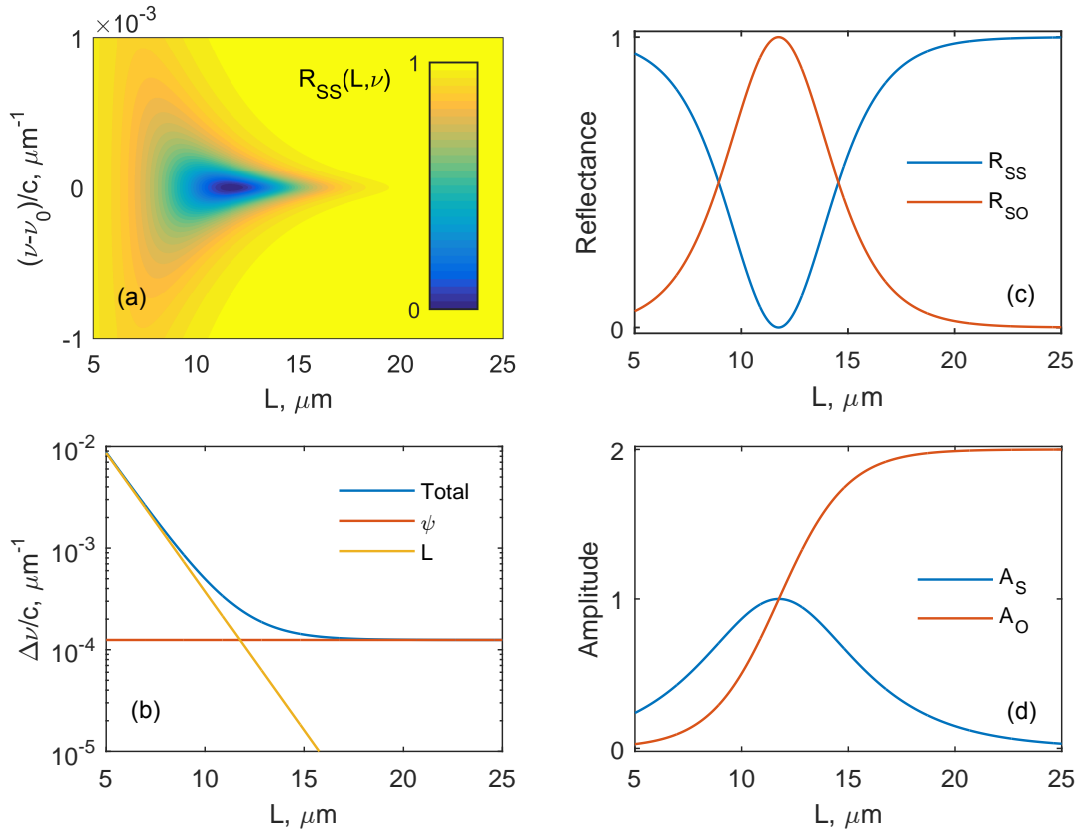 ×10⁻³
1
0
-1
(ν-ν₀)/c, μm⁻¹
R_SS(L,ν)
1
0
(a)
5 10 15 20 25
L, μm
1
0
Reflectance
R_SS
R_SO
(c)
5 10 15 20 25
L, μm
10⁻²
10⁻³
10⁻⁴
10⁻⁵
Δν/c, μm⁻¹
Total
ψ
L
(b)
5 10 15 20 25
L, μm
2
1
0
Amplitude
A_S
A_O
(d)
5 10 15 20 25
L, μm